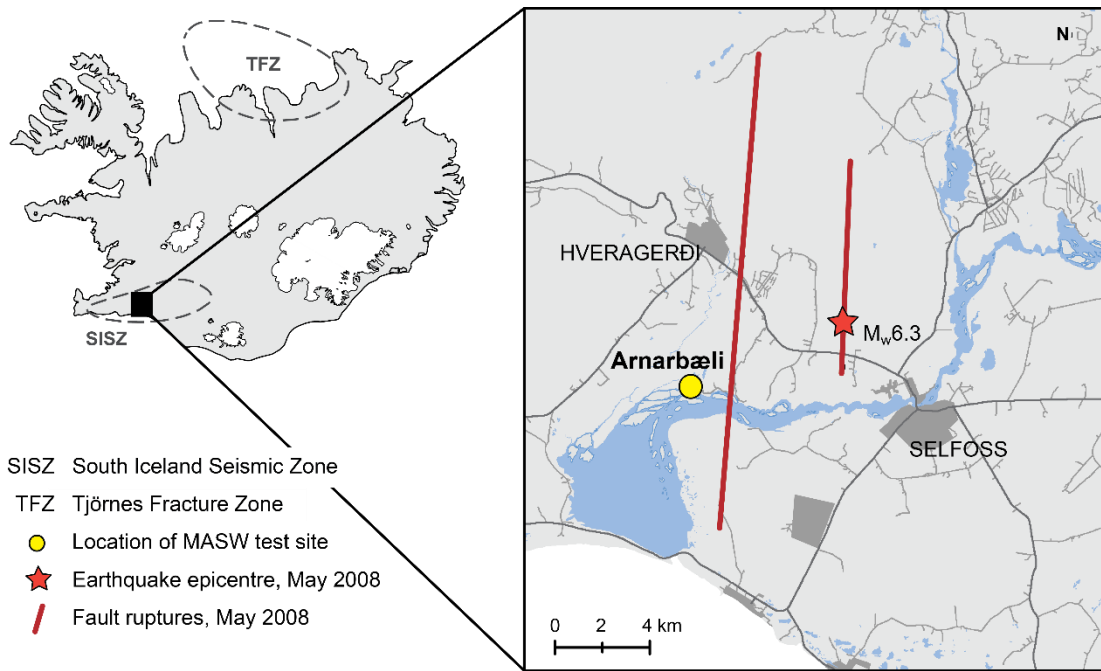 TFZ
SISZ
SISZ South Iceland Seismic Zone
TFZ Tjörnes Fracture Zone
Location of MASW test site
Earthquake epicentre, May 2008
Fault ruptures, May 2008
N
HVERAGERÐI
Mw6.3
Arnarbæli
SELFOSS
0 2 4 km